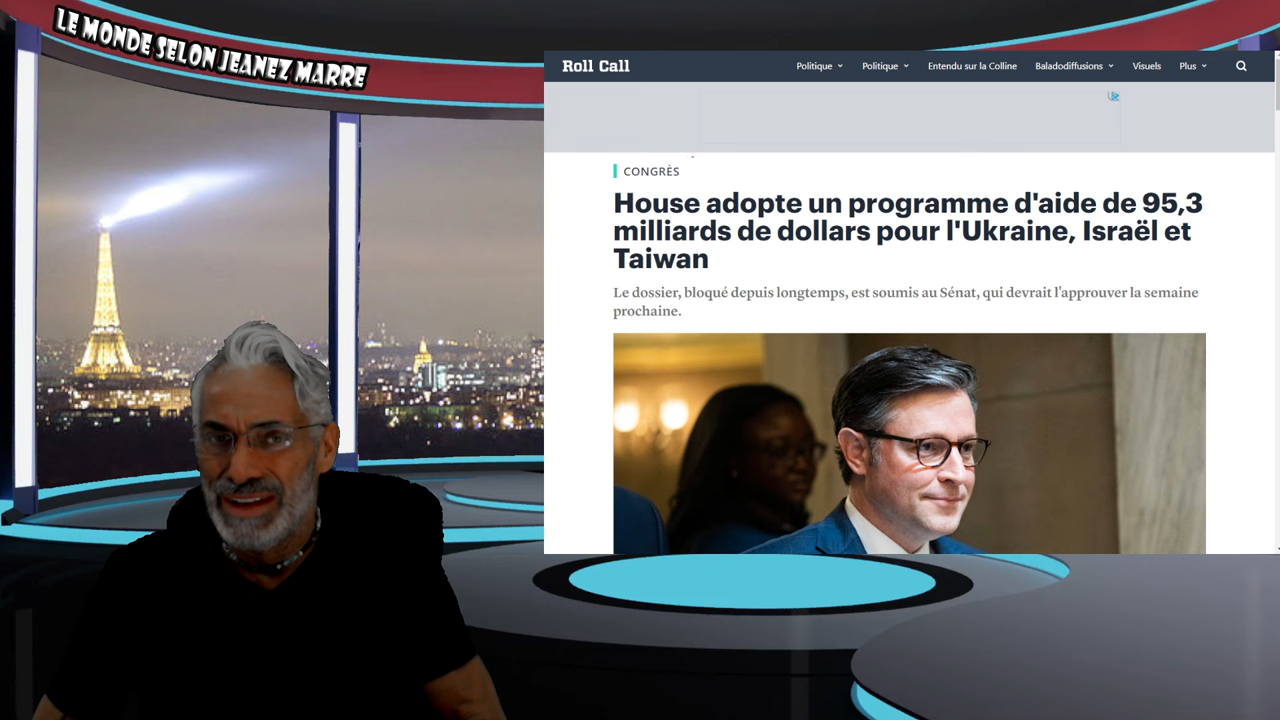 LE MONDE SELON JEANEZ MARRE
Roll Call
Politique
Politique
Entendu sur la Colline
Baladodiffusions
Visuels
Plus
CONGRÈS
House adopte un programme d'aide de 95,3
milliards de dollars pour l'Ukraine, Israël et
Taiwan
Le dossier, bloqué depuis longtemps, est soumis au Sénat, qui devrait l'approuver la semaine
prochaine.